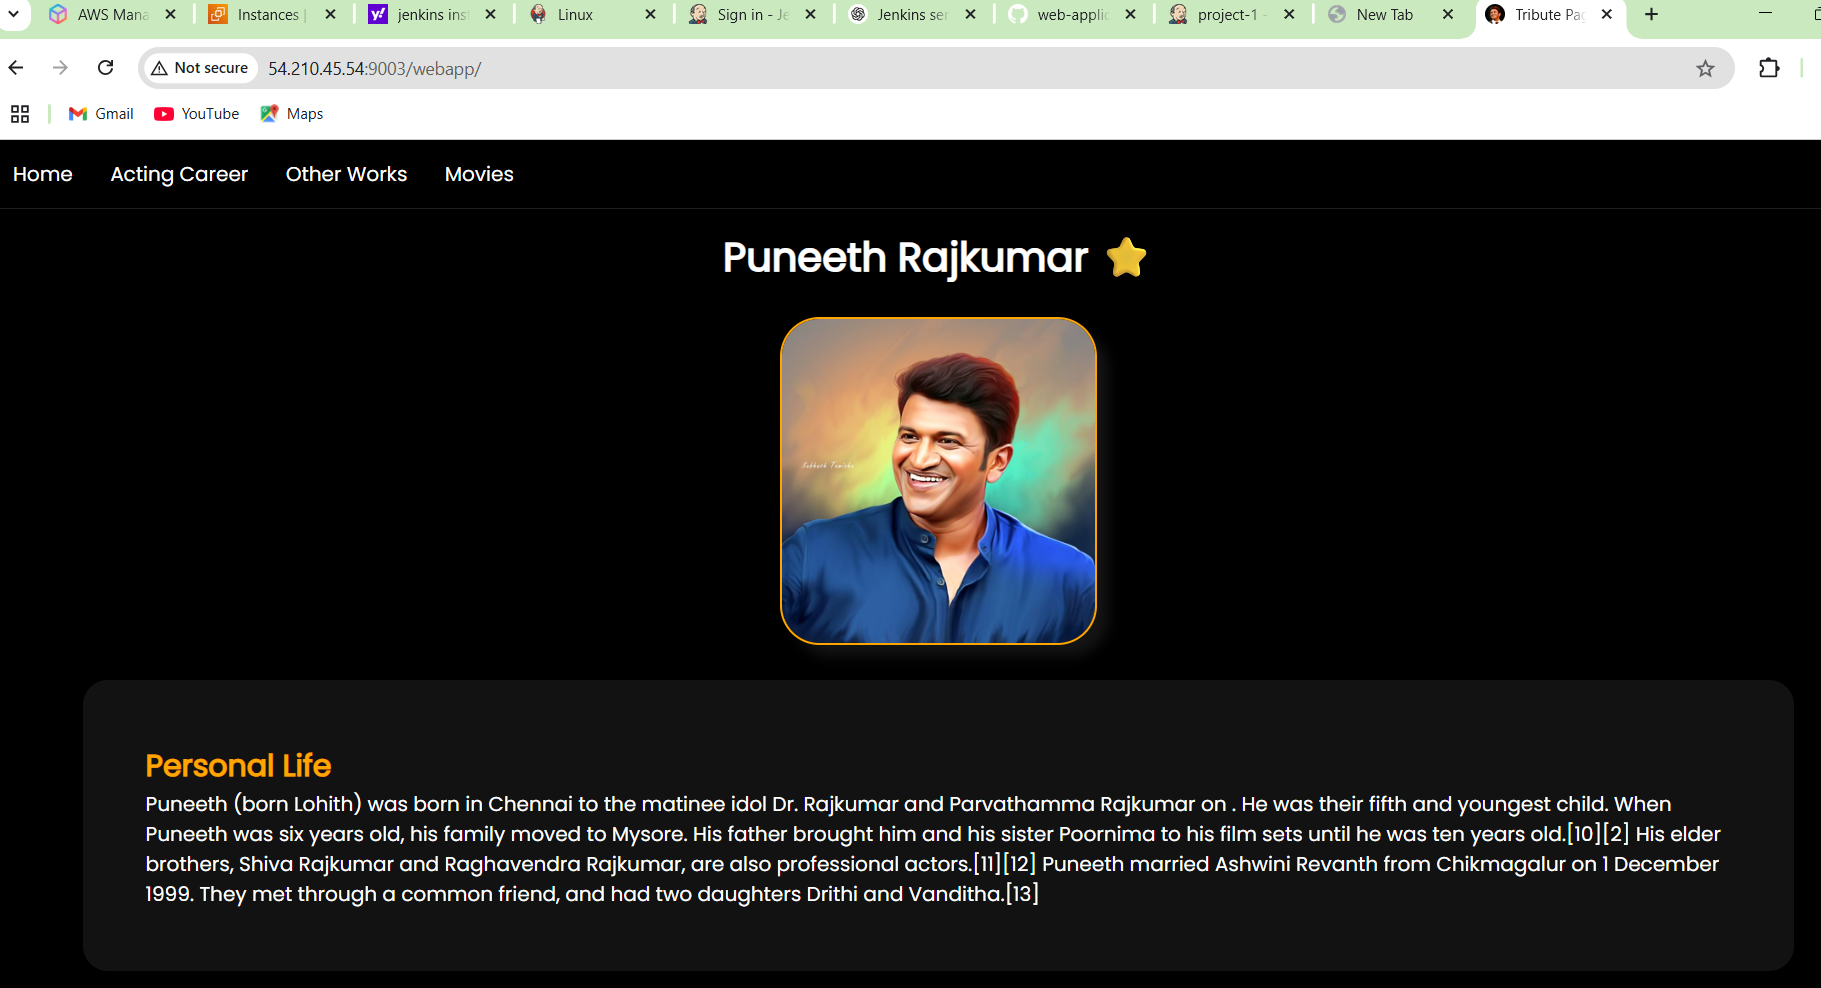 AWS Mana
Instances |
jenkins inst
Linux
Sign in - Je
Jenkins ser
web-applic
project-1 -
New Tab
Tribute Pag
Not secure
54.210.45.54:9003/webapp/
Gmail
YouTube
Maps
Home
Acting Career
Other Works
Movies
Puneeth Rajkumar ⭐
Personal Life
Puneeth (born Lohith) was born in Chennai to the matinee idol Dr. Rajkumar and Parvathamma Rajkumar on . He was their fifth and youngest child. When
Puneeth was six years old, his family moved to Mysore. His father brought him and his sister Poornima to his film sets until he was ten years old.[10][2] His elder
brothers, Shiva Rajkumar and Raghavendra Rajkumar, are also professional actors.[11][12] Puneeth married Ashwini Revanth from Chikmagalur on 1 December
1999. They met through a common friend, and had two daughters Drithi and Vanditha.[13]